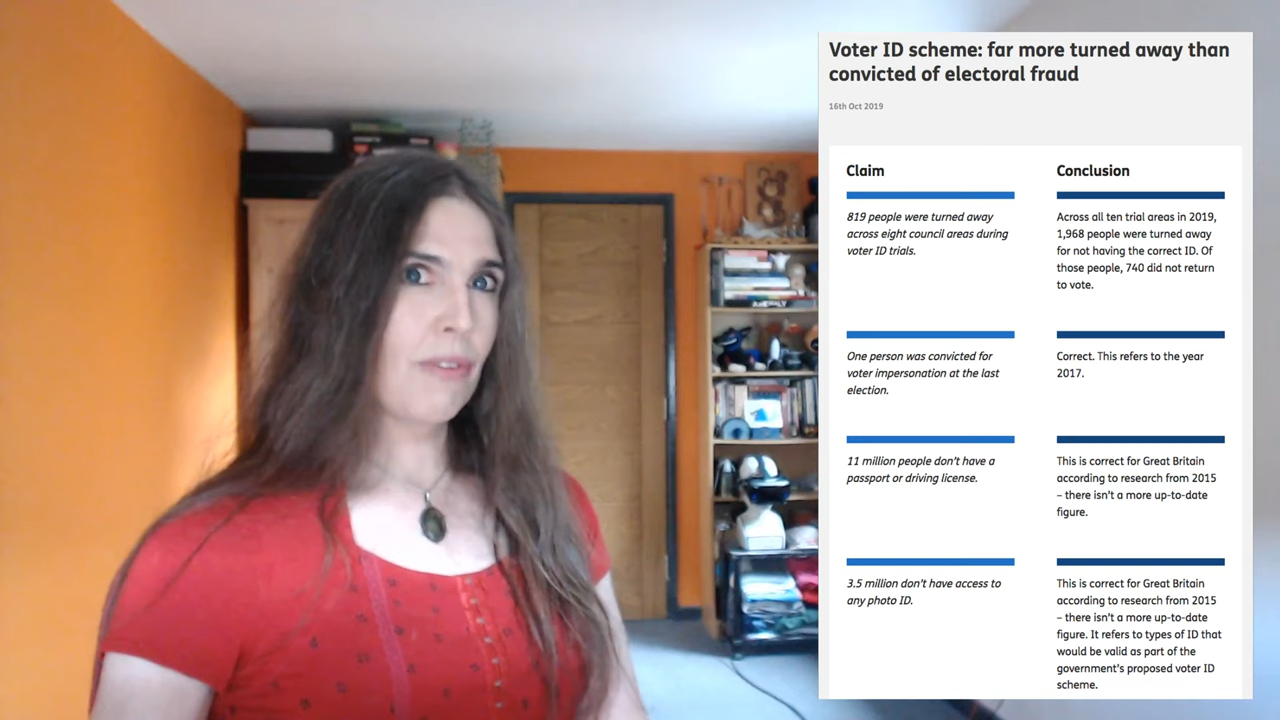 Voter ID scheme: far more turned away than
convicted of electoral fraud
16th Oct 2019
Claim
Conclusion
819 people were turned away
across eight council areas during
voter ID trials.
Across all ten trial areas in 2019,
1,968 people were turned away
for not having the correct ID. Of
those people, 740 did not return
to vote.
One person was convicted for
voter impersonation at the last
election.
Correct. This refers to the year
2017.
11 million people don’t have a
passport or driving license.
This is correct for Great Britain
according to research from 2015
– there isn’t a more up-to-date
figure.
3.5 million don’t have access to
any photo ID.
This is correct for Great Britain
according to research from 2015
– there isn’t a more up-to-date
figure. It refers to types of ID that
would be valid as part of the
government’s proposed voter ID
scheme.